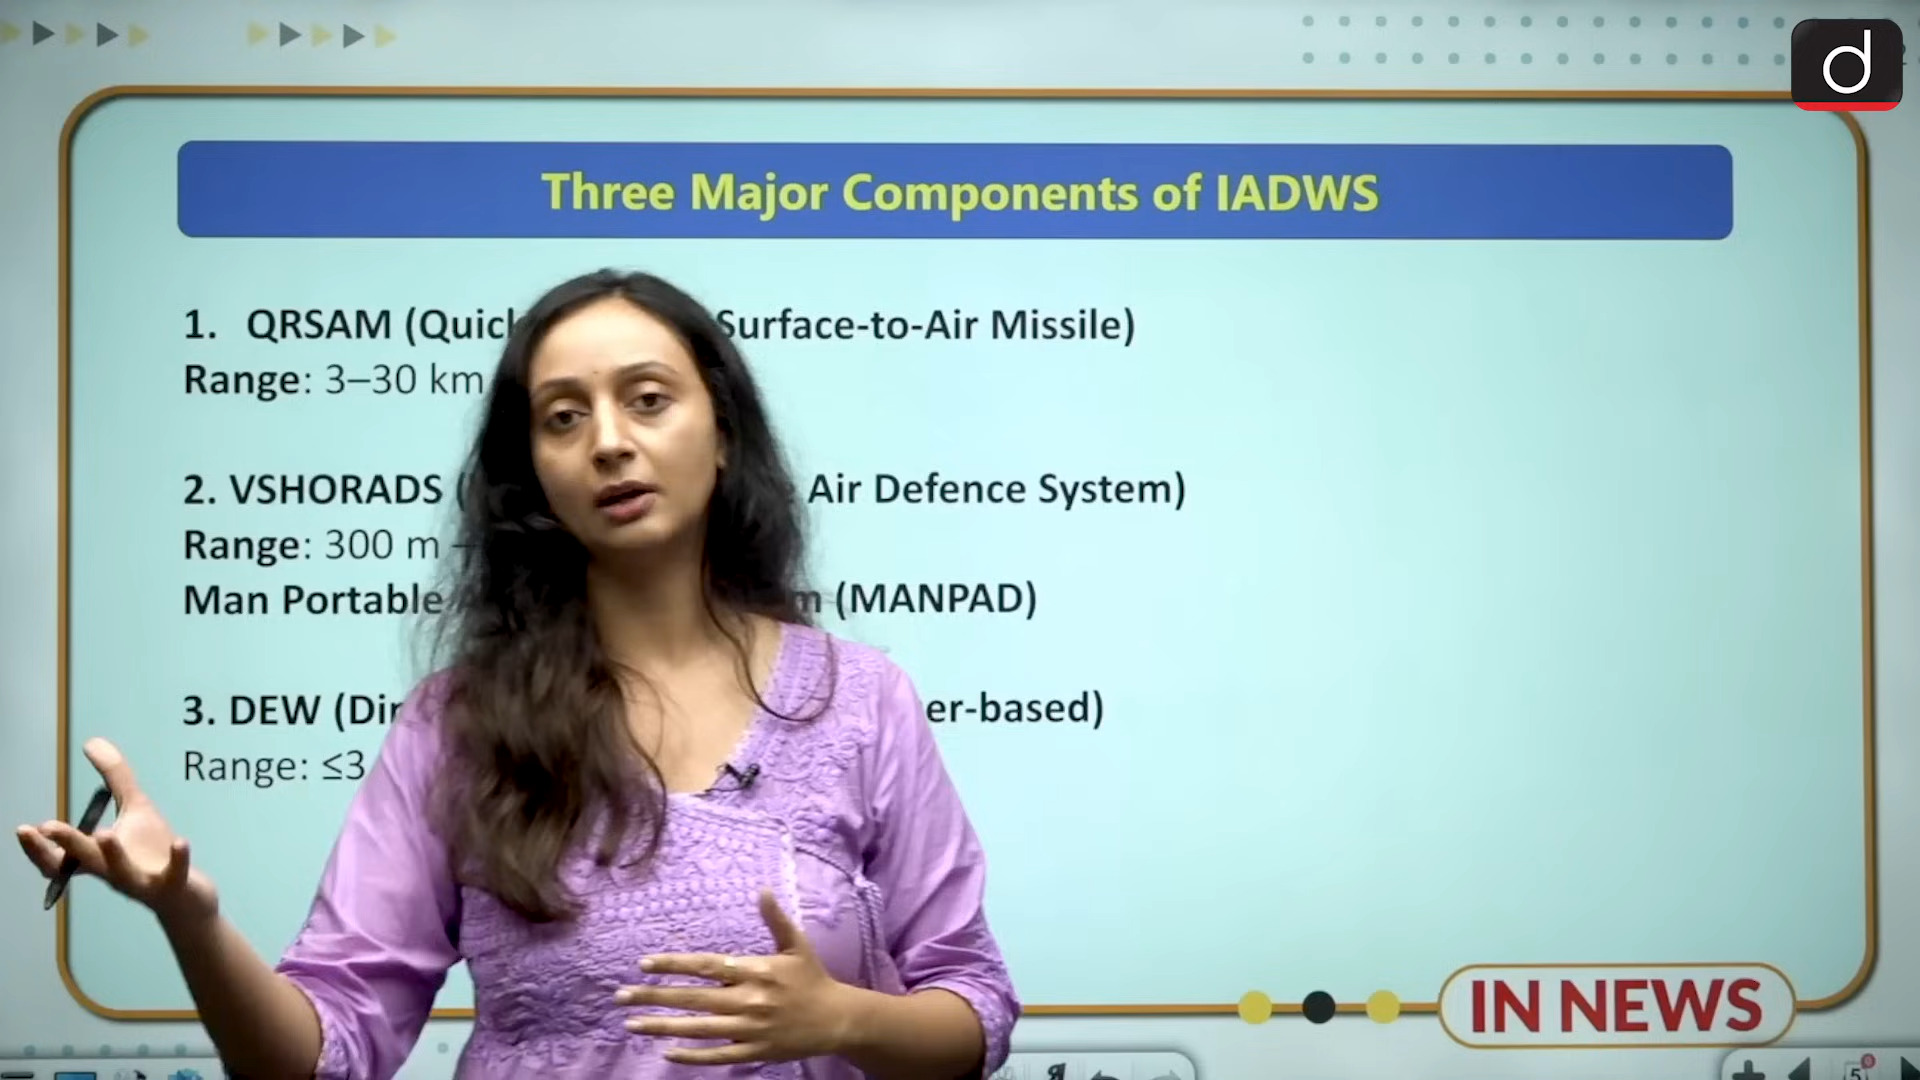 d
Three Major Components of IADWS
1. QRSAM (Quick Surface-to-Air Missile)
Range: 3–30 km
2. VSHORADS ( Air Defence System)
Range: 300 m –
Man Portable (MANPAD)
3. DEW (Dir er-based)
Range: ≤3
IN NEWS
5